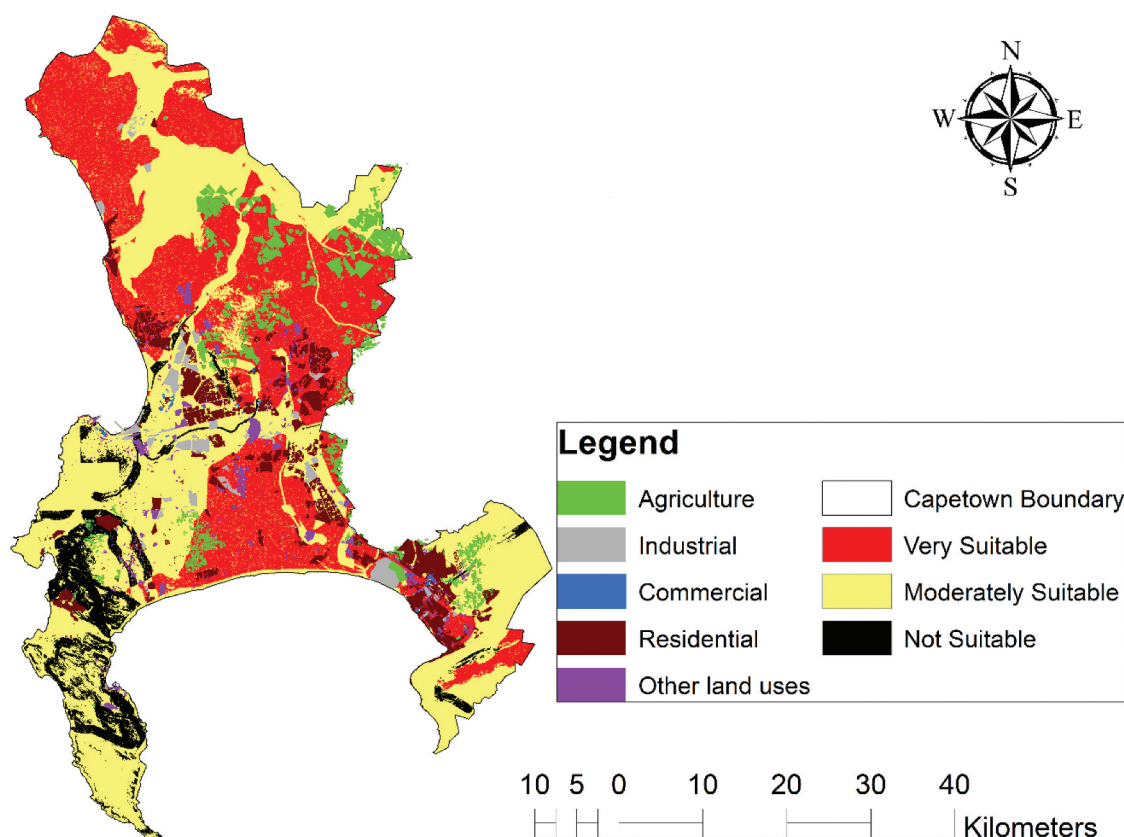 N
W E
S
Legend
Agriculture
Industrial
Commercial
Residential
Other land uses
Capetown Boundary
Very Suitable
Moderately Suitable
Not Suitable
10 5 0 10 20 30 40
Kilometers